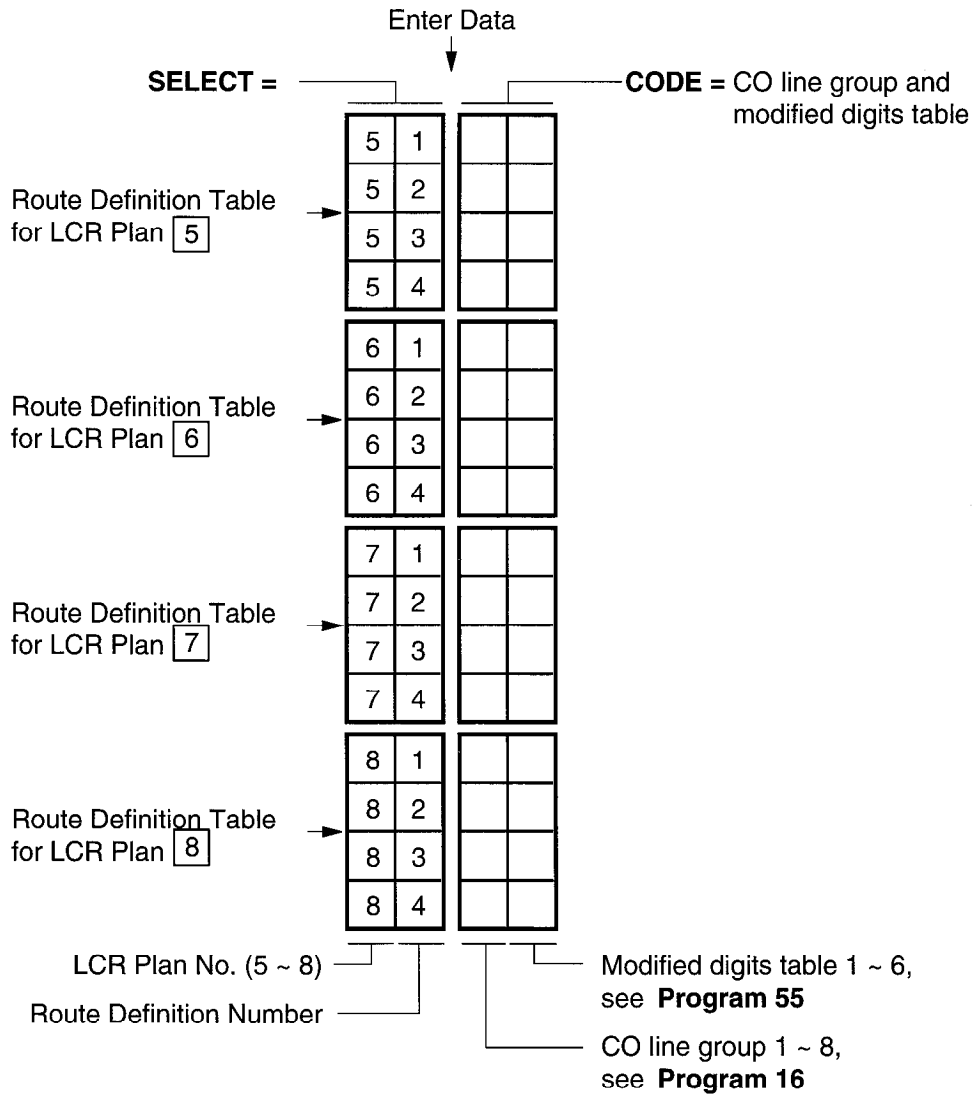 Enter Data
SELECT =
CODE = CO line group and
modified digits table
5 1
5 2
Route Definition Table
for LCR Plan 5
5 3
5 4
6 1
6 2
Route Definition Table
for LCR Plan 6
6 3
6 4
7 1
7 2
Route Definition Table
for LCR Plan 7
7 3
7 4
8 1
8 2
Route Definition Table
for LCR Plan 8
8 3
8 4
LCR Plan No. (5 ~ 8)
Route Definition Number
Modified digits table 1 ~ 6,
see Program 55
CO line group 1 ~ 8,
see Program 16